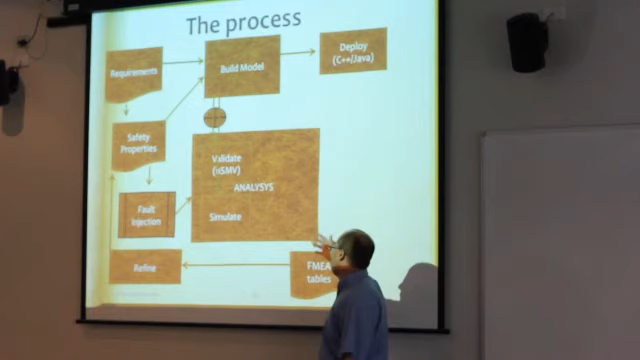 The process
Requirements
Build Model
Deploy
(C++/Java)
Safety
Properties
Validate
(nSMV)
ANALYSYS
Fault
Injection
Simulate
Refine
FMEA
tables